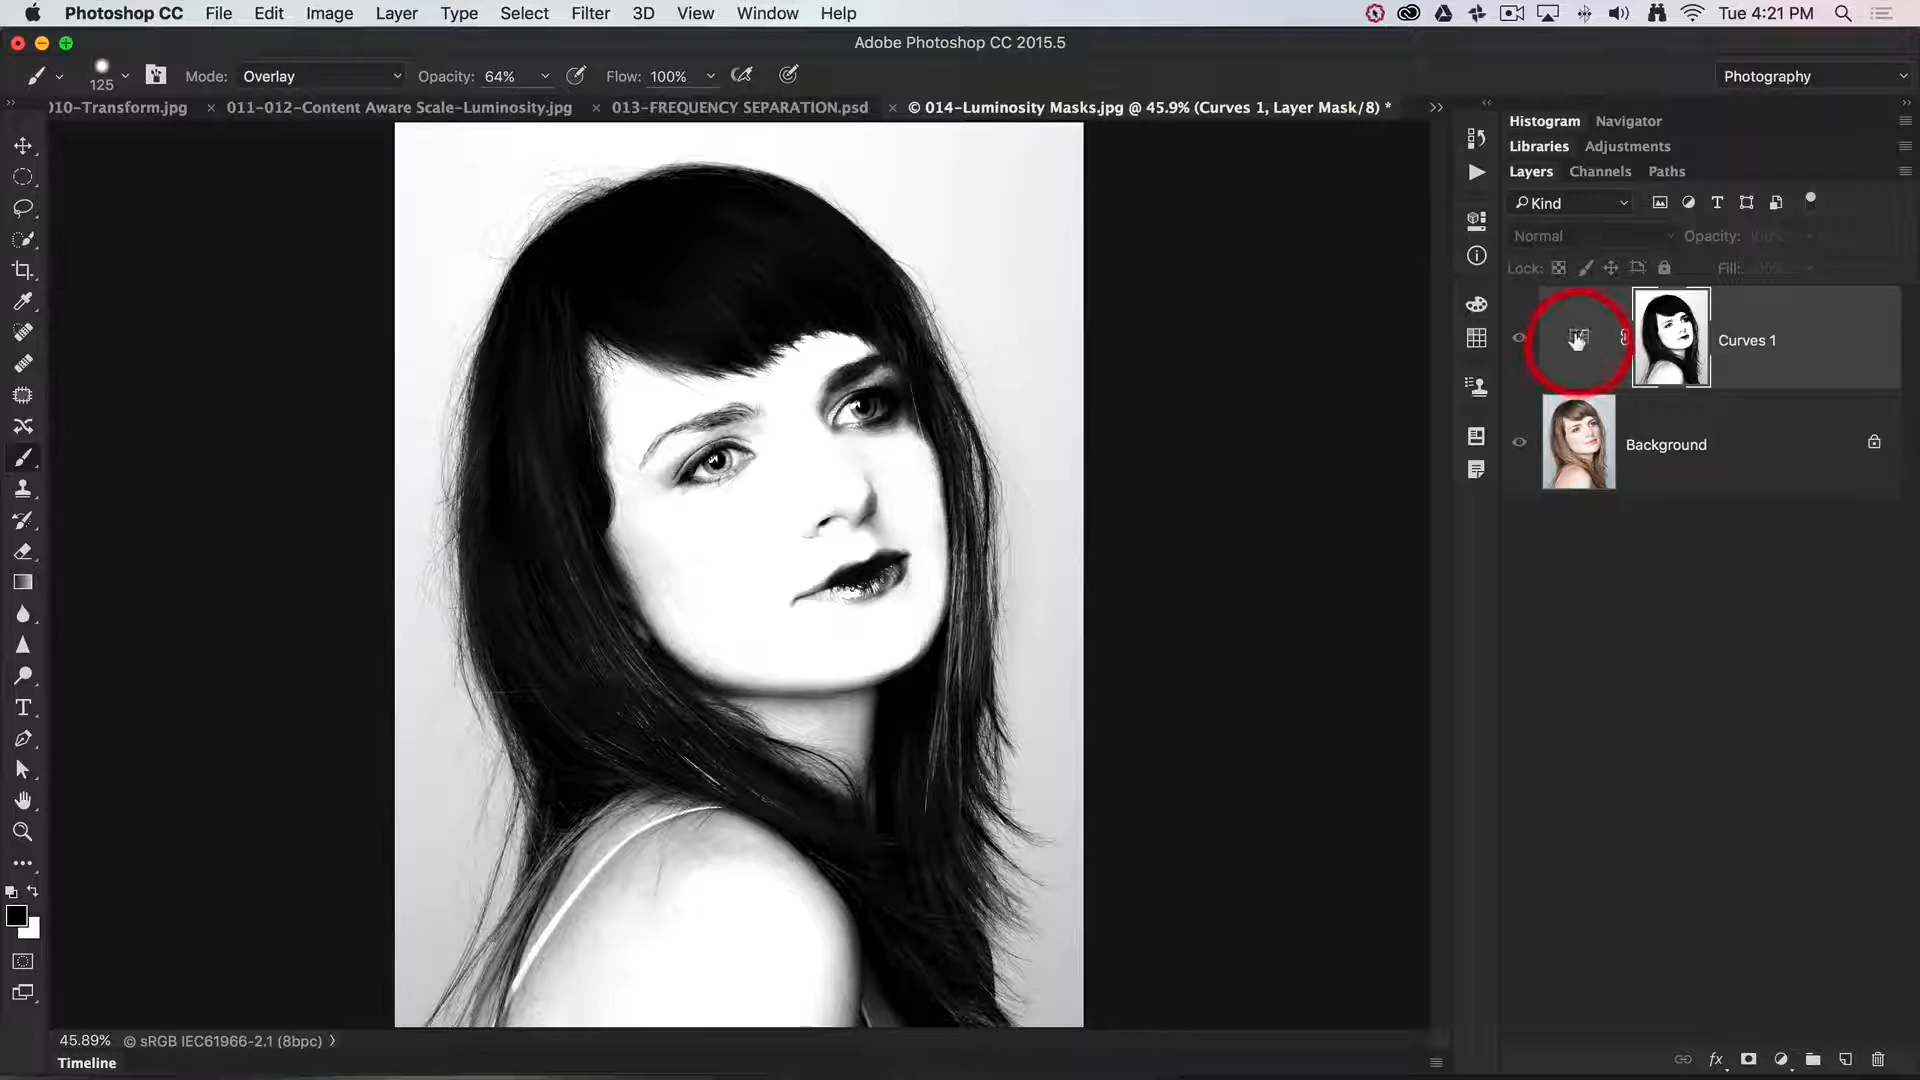 Photoshop CC File Edit Image Layer Type Select Filter 3D View Window Help Tue 4:21 PM
Adobe Photoshop CC 2015.5
125 Mode: Overlay Opacity: 64% Flow: 100% Photography
010-Transform.jpg × 011-012-Content Aware Scale-Luminosity.jpg × 013-FREQUENCY SEPARATION.psd × © 014-Luminosity Masks.jpg @ 45.9% (Curves 1, Layer Mask/8) *
Histogram Navigator
Libraries Adjustments
Layers Channels Paths
Kind
Normal Opacity: 100%
Lock: Fill: 100%
Curves 1
Background
45.89% © sRGB IEC61966-2.1 (8bpc)
Timeline
fx